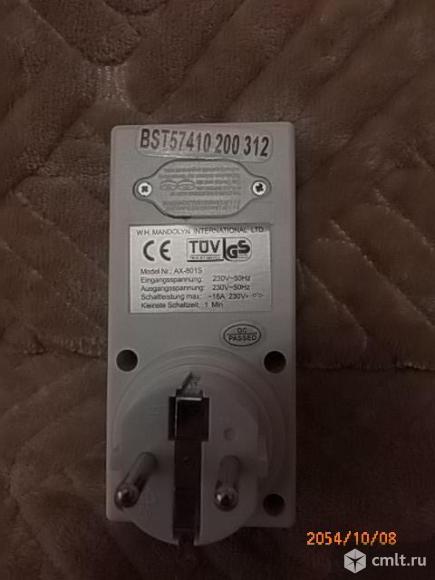 BST57410 200 312
W.H. MANDOLYN INTERNATIONAL LTD.
CE TÜV GS
Model Nr.: AX-801S
Eingangsspannung: 230V~50Hz
Ausgangsspannung: 230V~50Hz
Schaltleistung max: ~16A 230V~
Kleinste Schaltzeit: 1 Min
QC
PASSED
2054/10/08
cmlt.ru